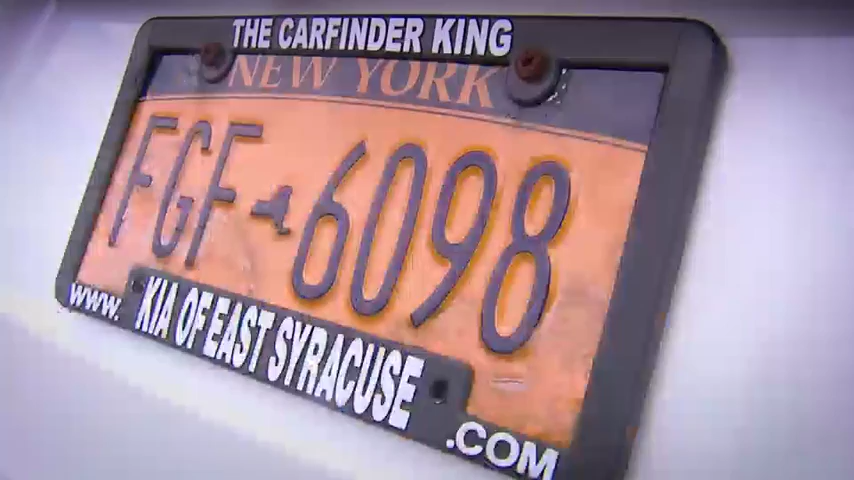 THE CARFINDER KING
NEW YORK
FGF 6098
www. KIA OF EAST SYRACUSE .COM